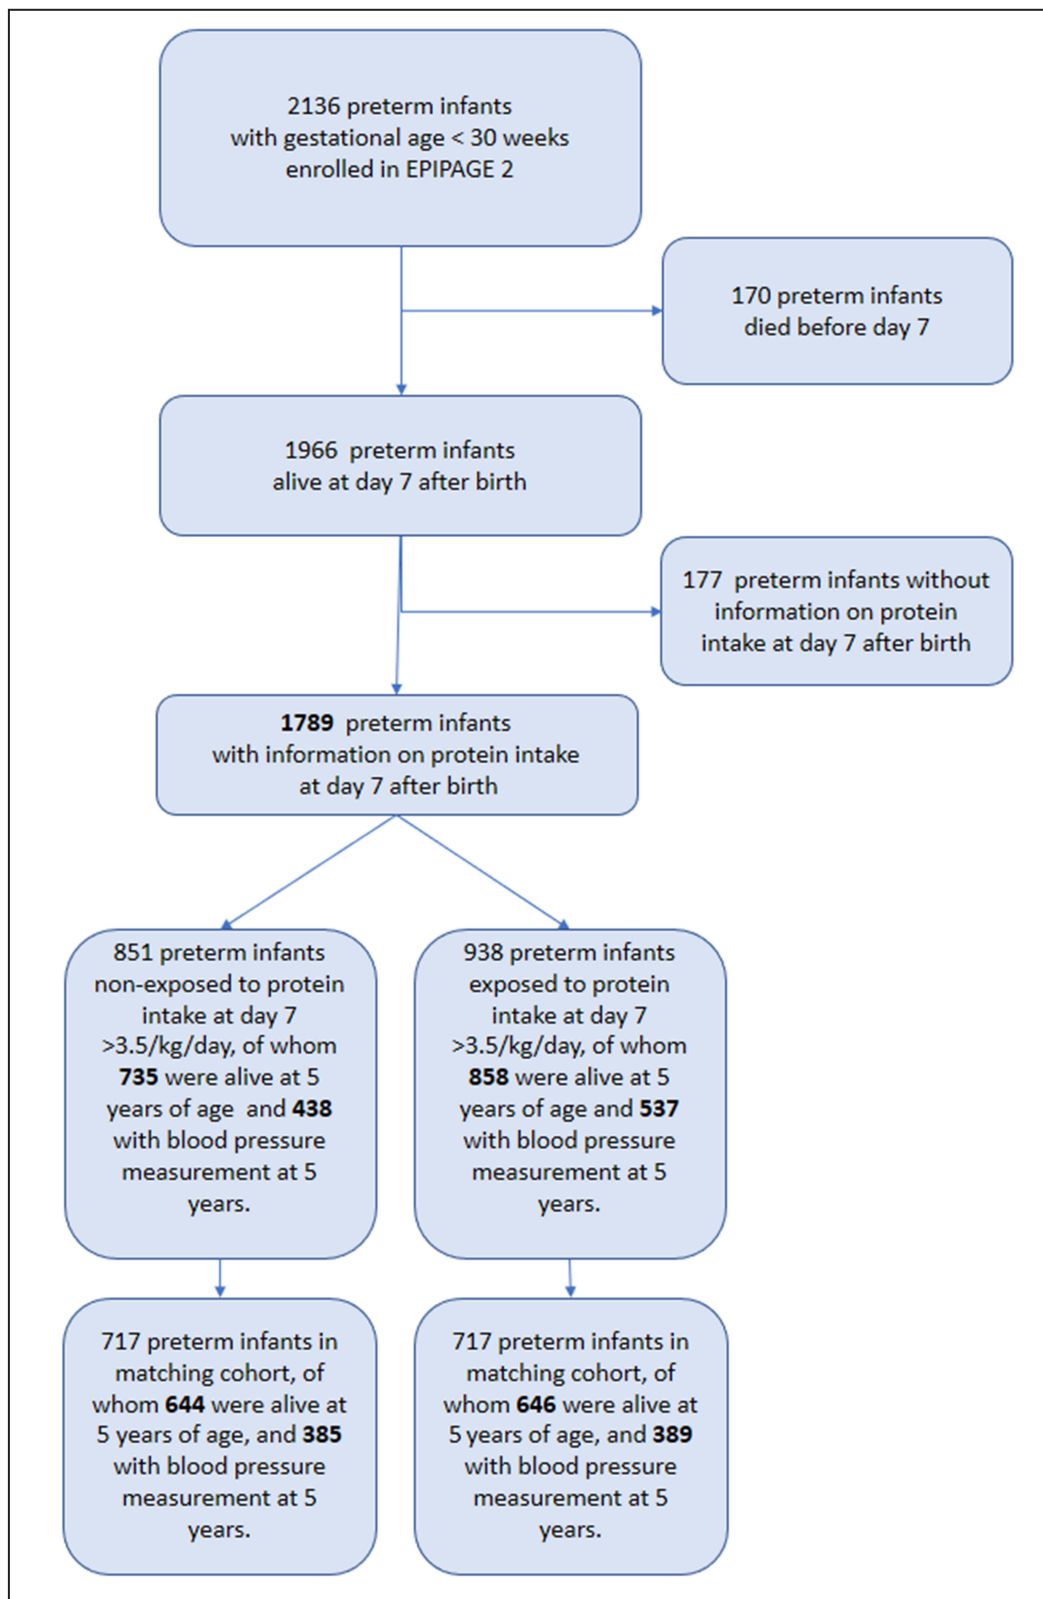 2136 preterm infants
with gestational age < 30 weeks
enrolled in EPIPAGE 2
170 preterm infants
died before day 7
1966 preterm infants
alive at day 7 after birth
177 preterm infants without
information on protein
intake at day 7 after birth
1789 preterm infants
with information on protein intake
at day 7 after birth
851 preterm infants
non-exposed to protein
intake at day 7
>3.5/kg/day, of whom
735 were alive at 5
years of age and 438
with blood pressure
measurement at 5
years.
938 preterm infants
exposed to protein
intake at day 7
>3.5/kg/day, of whom
858 were alive at 5
years of age and 537
with blood pressure
measurement at 5
years.
717 preterm infants in
matching cohort, of
whom 644 were alive at
5 years of age, and 385
with blood pressure
measurement at 5
years.
717 preterm infants in
matching cohort, of
whom 646 were alive at
5 years of age, and 389
with blood pressure
measurement at 5
years.